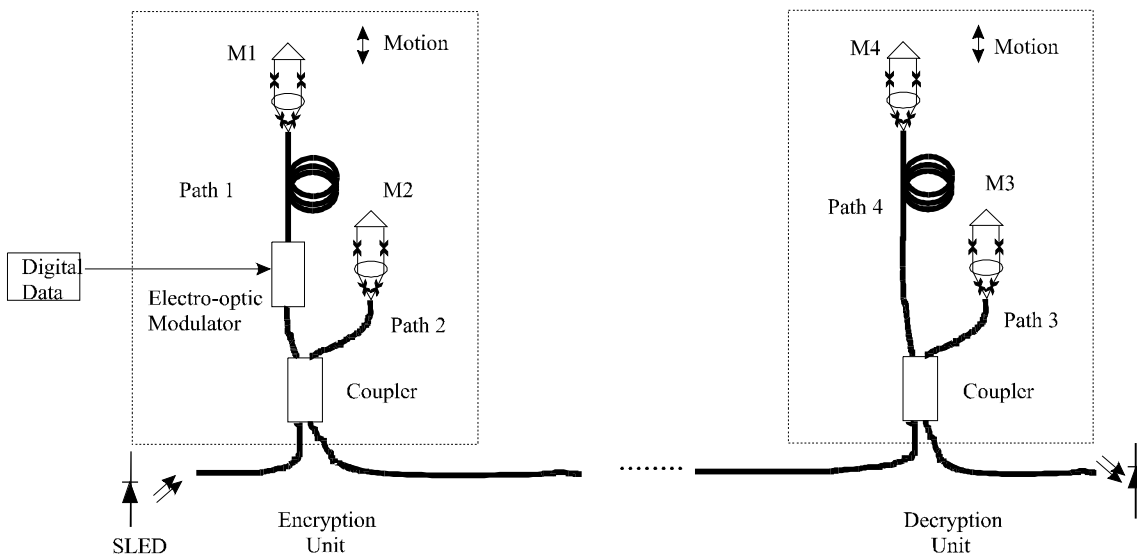 M1
Motion
Path 1
M2
Digital
Data
Electro-optic
Modulator
Path 2
Coupler
SLED
Encryption
Unit
M4
Motion
Path 4
M3
Path 3
Coupler
Decryption
Unit